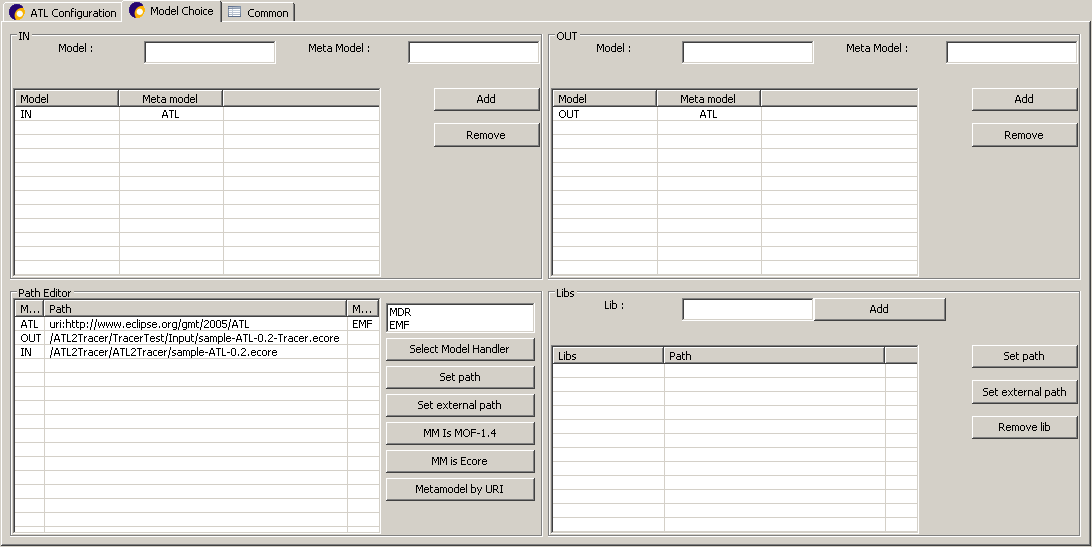 ATL Configuration Model Choice Common
IN
Model : Meta Model :
Model Meta model
IN ATL
Add
Remove
OUT
Model : Meta Model :
Model Meta model
OUT ATL
Add
Remove
Path Editor
M... Path M...
ATL uri:http://www.eclipse.org/gmt/2005/ATL EMF
OUT /ATL2Tracer/TracerTest/Input/sample-ATL-0.2-Tracer.ecore
IN /ATL2Tracer/ATL2Tracer/sample-ATL-0.2.ecore
MDR
EMF
Select Model Handler
Set path
Set external path
MM Is MOF-1.4
MM is Ecore
Metamodel by URI
Libs
Lib : Add
Libs Path
Set path
Set external path
Remove lib